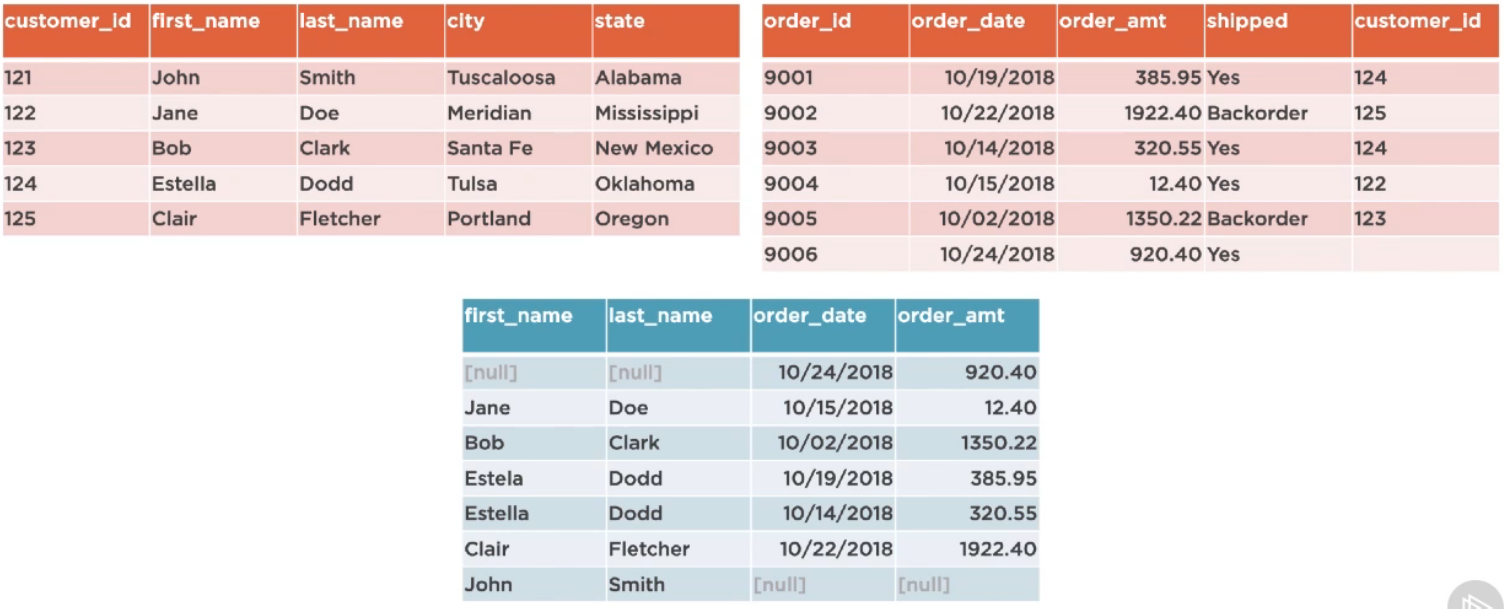 customer_id first_name last_name city state
121 John Smith Tuscaloosa Alabama
122 Jane Doe Meridian Mississippi
123 Bob Clark Santa Fe New Mexico
124 Estella Dodd Tulsa Oklahoma
125 Clair Fletcher Portland Oregon
order_id order_date order_amt shipped customer_id
9001 10/19/2018 385.95 Yes 124
9002 10/22/2018 1922.40 Backorder 125
9003 10/14/2018 320.55 Yes 124
9004 10/15/2018 12.40 Yes 122
9005 10/02/2018 1350.22 Backorder 123
9006 10/24/2018 920.40 Yes
first_name last_name order_date order_amt
[null] [null] 10/24/2018 920.40
Jane Doe 10/15/2018 12.40
Bob Clark 10/02/2018 1350.22
Estela Dodd 10/19/2018 385.95
Estella Dodd 10/14/2018 320.55
Clair Fletcher 10/22/2018 1922.40
John Smith [null] [null]